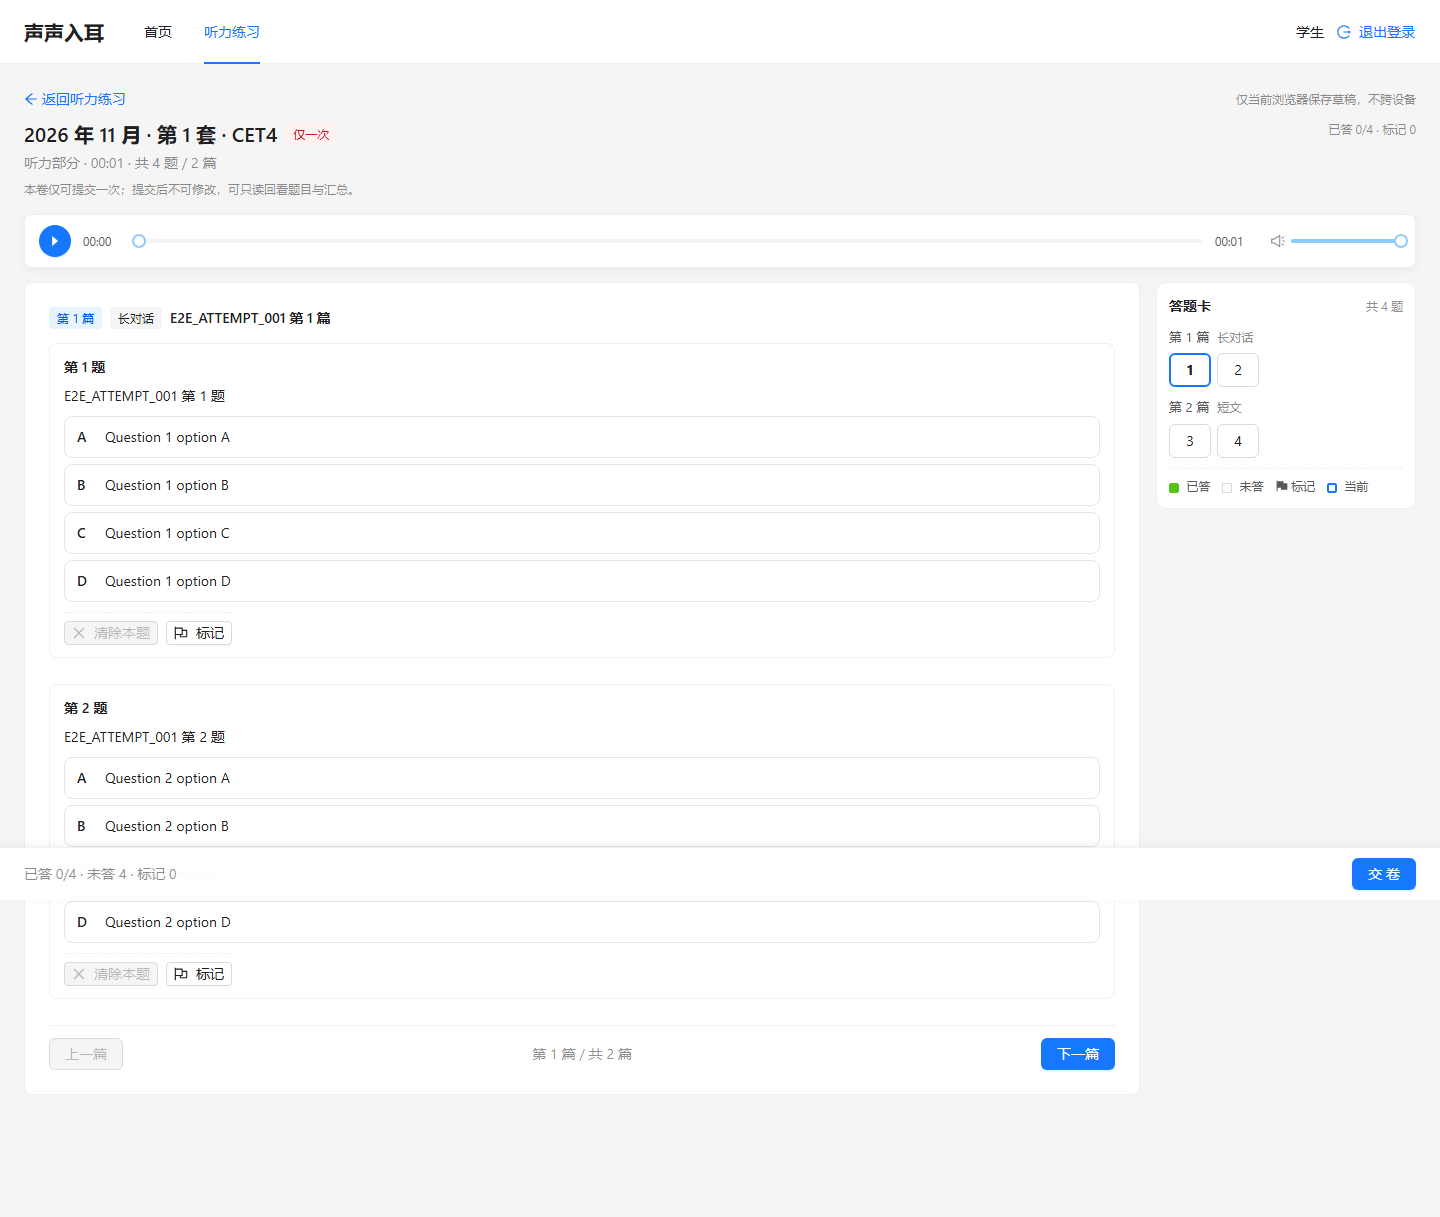 声声入耳 首页 听力练习 学生 退出登录
返回听力练习 仅当前浏览器保存草稿，不跨设备
2026 年 11 月 · 第 1 套 · CET4 仅一次 已答 0/4 · 标记 0
听力部分 · 00:01 · 共 4 题 / 2 篇
本卷仅可提交一次；提交后不可修改，可只读回看题目与汇总。
00:00 00:01
第 1 篇 长对话 E2E_ATTEMPT_001 第 1 篇
第 1 题
E2E_ATTEMPT_001 第 1 题
A Question 1 option A
B Question 1 option B
C Question 1 option C
D Question 1 option D
清除本题 标记
第 2 题
E2E_ATTEMPT_001 第 2 题
A Question 2 option A
B Question 2 option B
已答 0/4 · 未答 4 · 标记 0 交 卷
D Question 2 option D
清除本题 标记
上一篇 第 1 篇 / 共 2 篇 下一篇
答题卡 共 4 题
第 1 篇 长对话
1 2
第 2 篇 短文
3 4
已答 未答 标记 当前